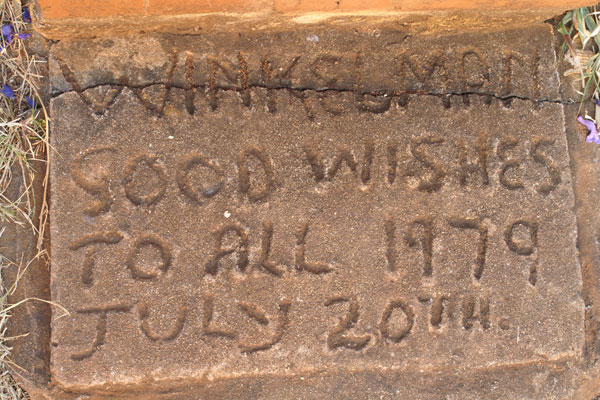 WINKELMAN
GOOD WISHES
TO ALL 1979
JULY 20TH.